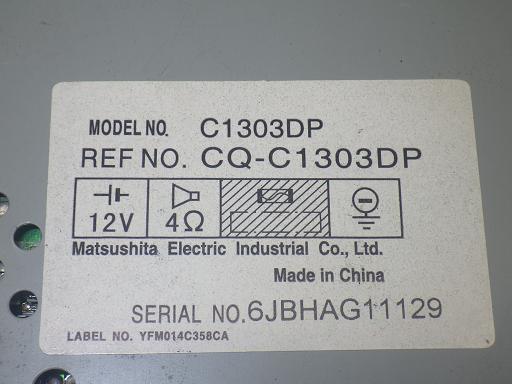 MODEL NO. C1303DP
REF NO. CQ-C1303DP
12V 4Ω
Matsushita Electric Industrial Co., Ltd.
Made in China
SERIAL NO.6JBHAG11129
LABEL NO. YFM014C358CA